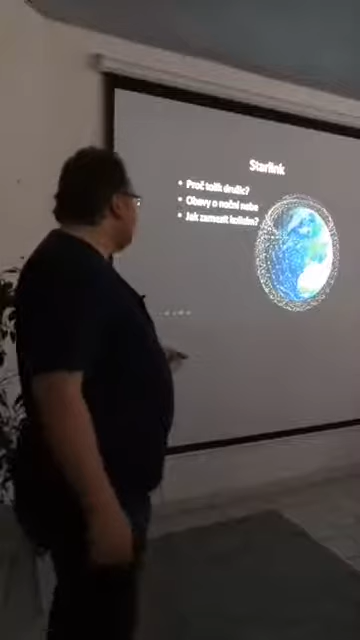 Starlink
• Proč tolik družic?
• Obavy o noční nebe
• Jak zamezit kolizím?